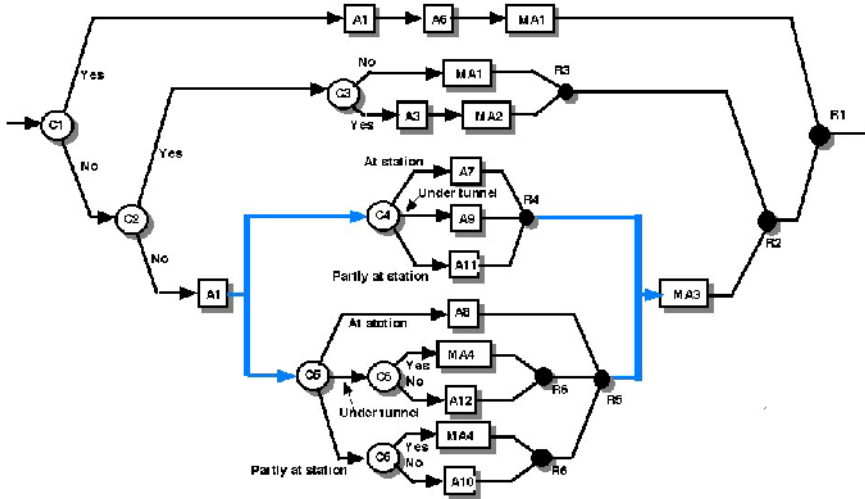 A1
A6
MA1
Yes
No
MA1
R3
C3
C1
A3
MA2
Yes
R1
No
Yes
At station
A7
Under tunnel
C4
R4
C2
A9
R2
No
A11
Partly at station
A1
MA3
At station
A8
Yes
MA4
C5
C5
No
R6
R5
A12
Under tunnel
MA4
Yes
Partly at station
C6
No
R6
A10